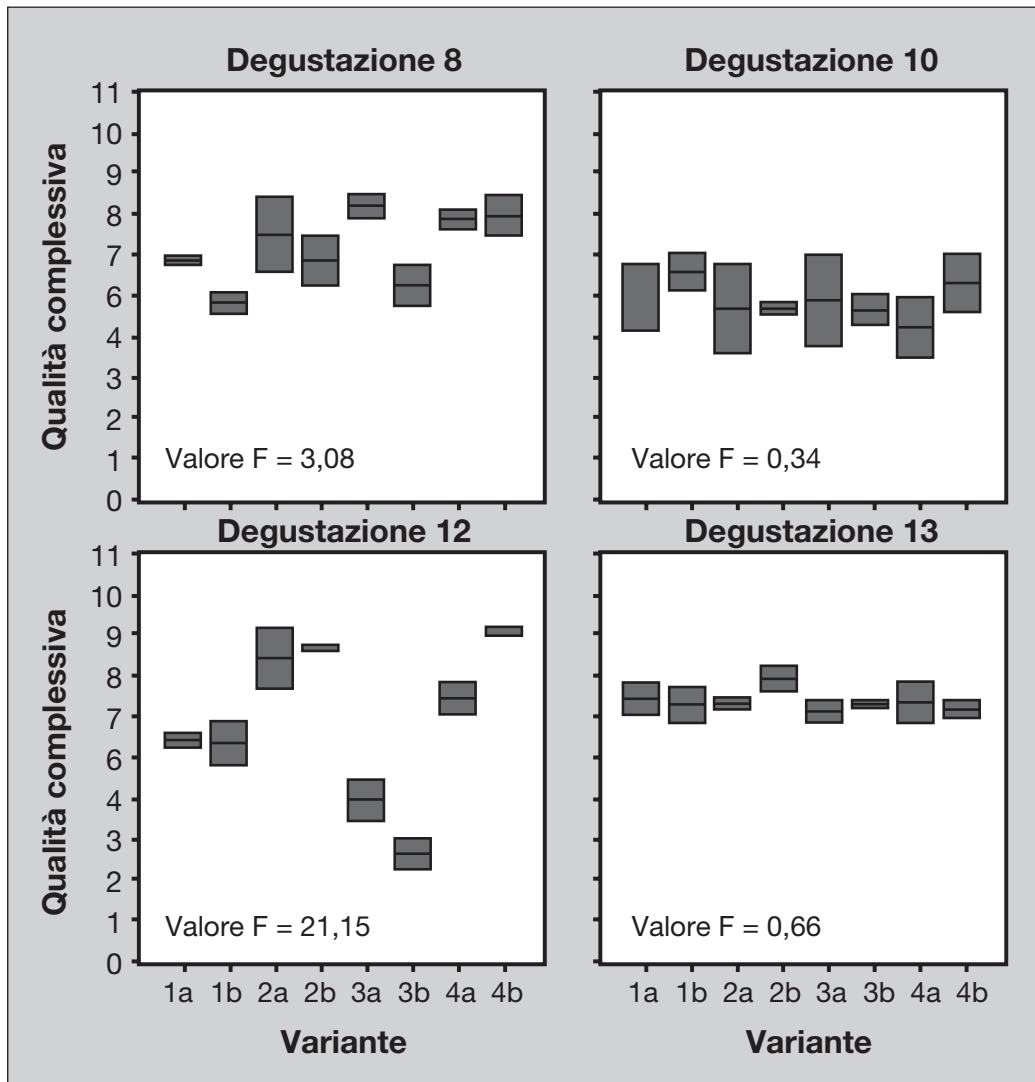 Degustazione 8
Degustazione 10
Qualità complessiva
11
10
9
8
7
6
4
3
2
1
0
Valore F = 3,08
Valore F = 0,34
Degustazione 12
Degustazione 13
Qualità complessiva
11
10
9
8
7
6
4
3
2
1
0
Valore F = 21,15
Valore F = 0,66
1a 1b 2a 2b 3a 3b 4a 4b
1a 1b 2a 2b 3a 3b 4a 4b
Variante
Variante